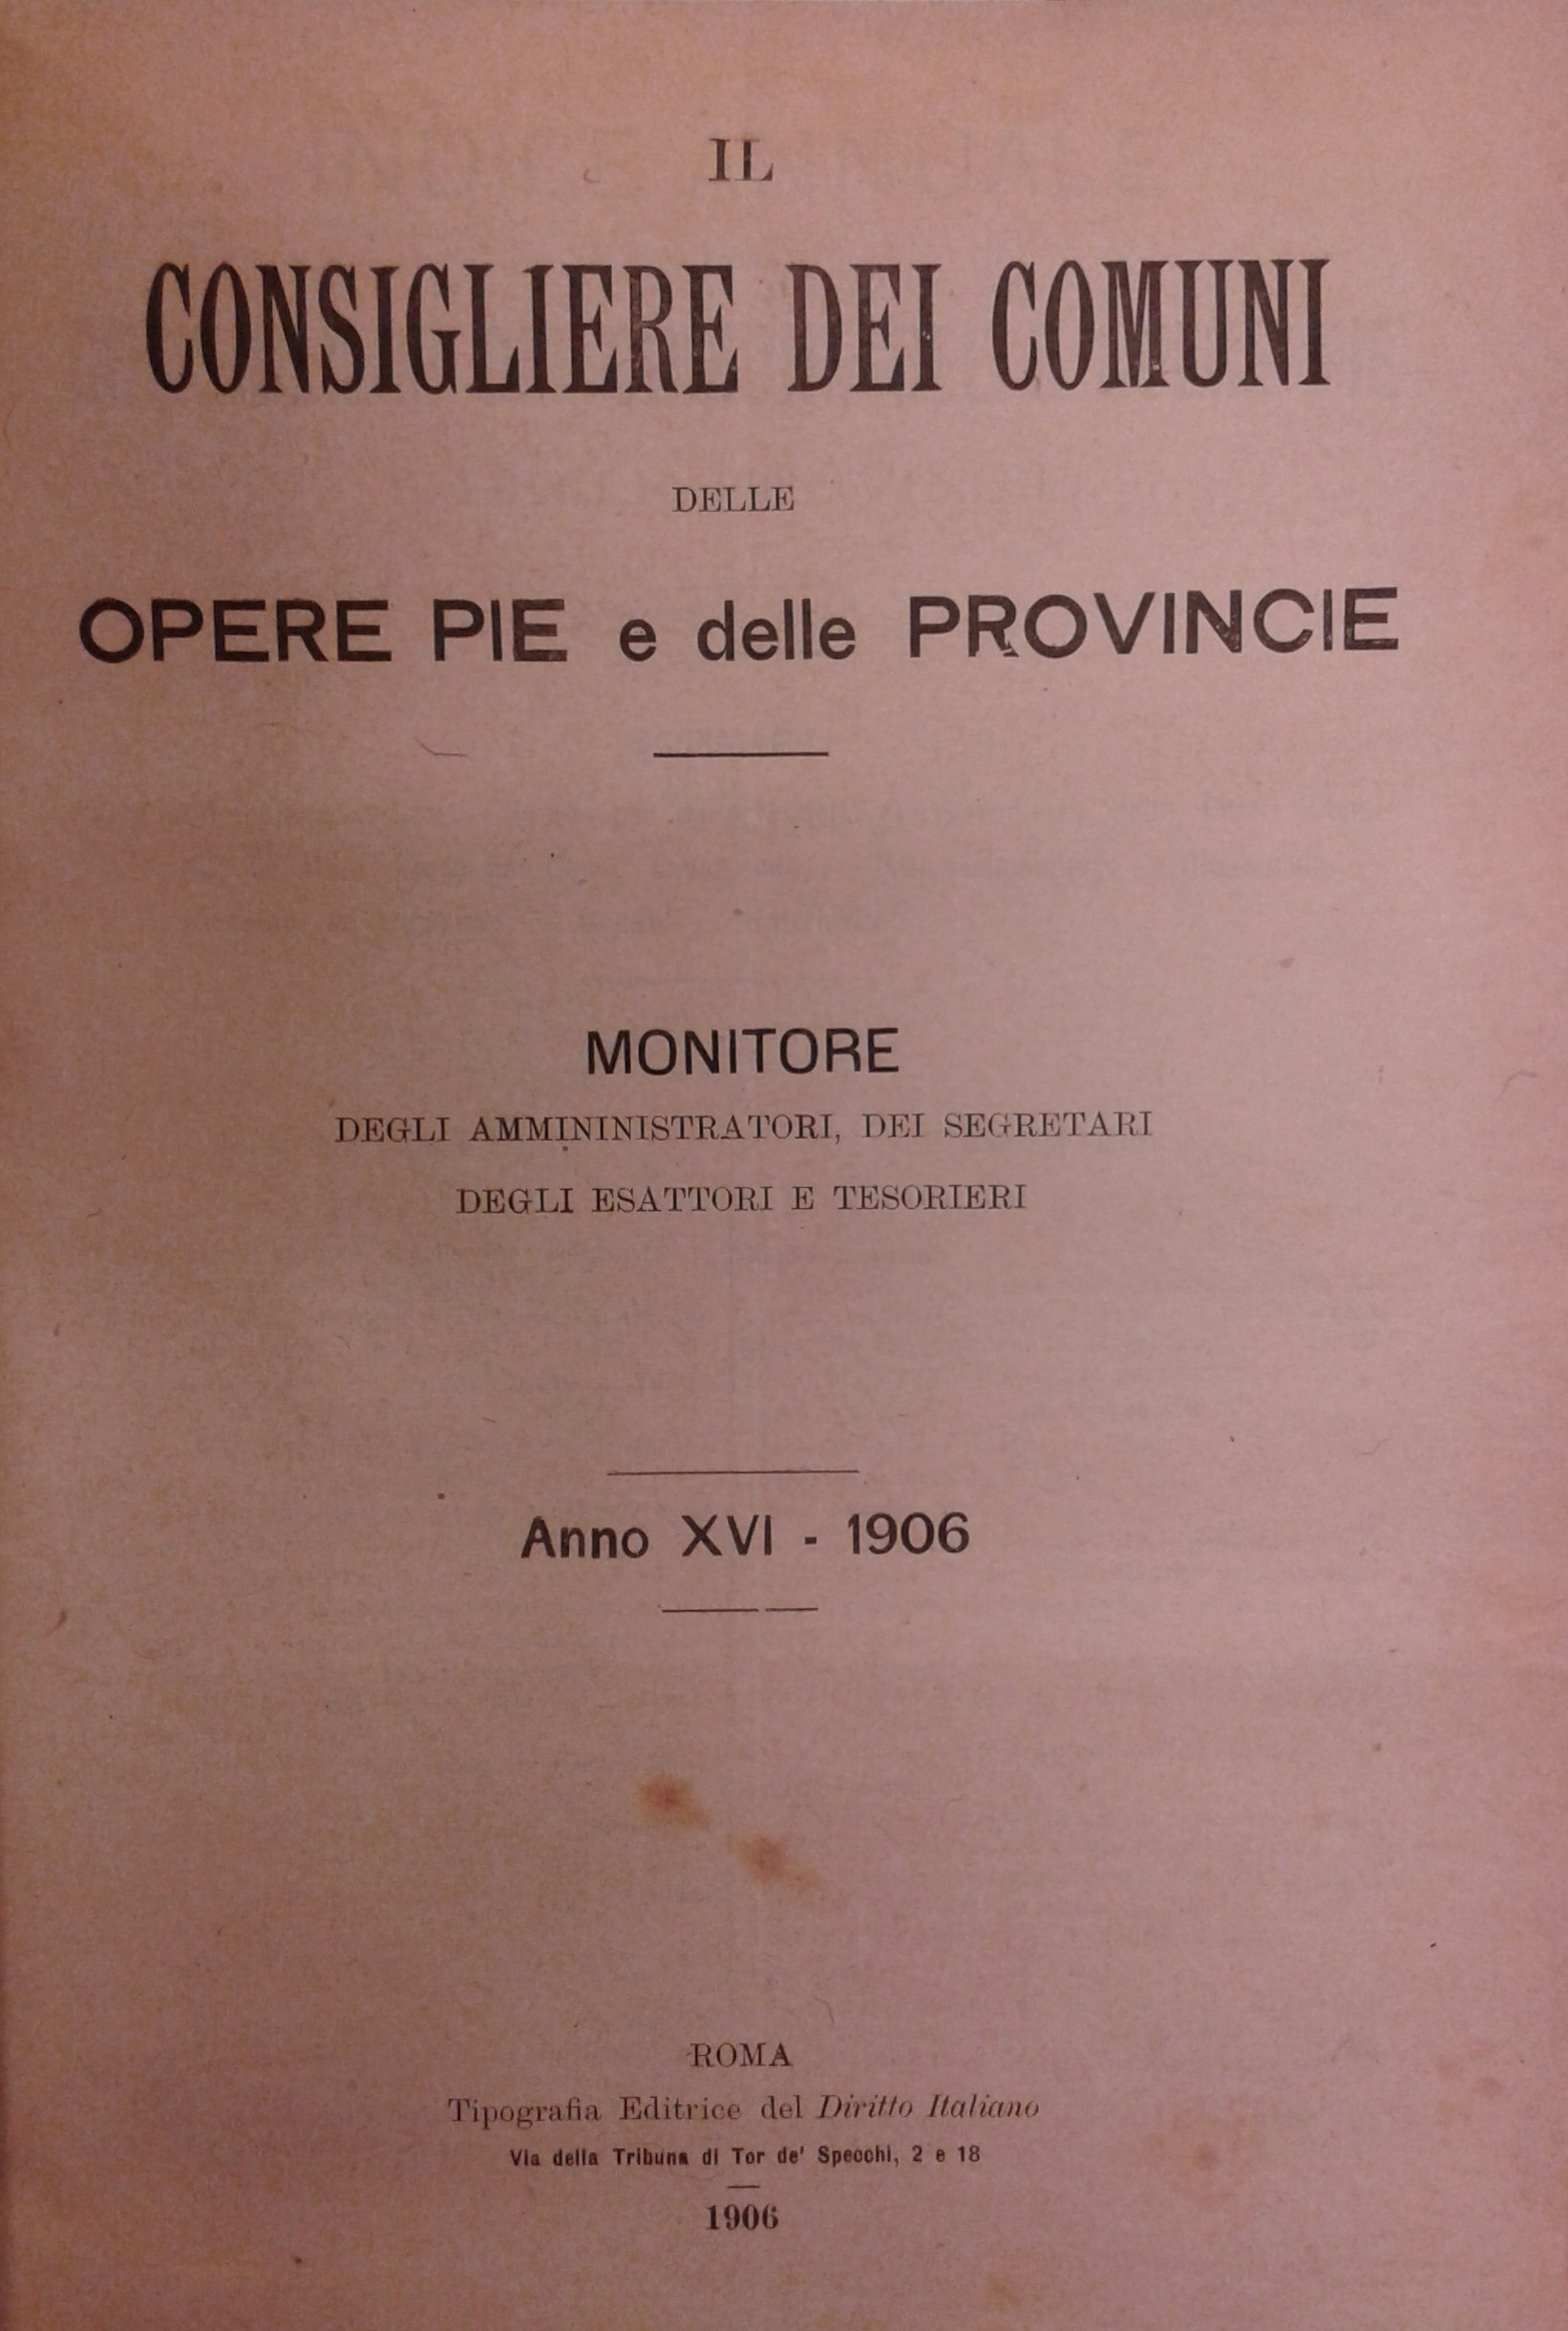 IL
CONSIGLIERE DEI COMUNI
DELLE
OPERE PIE e delle PROVINCIE
MONITORE
DEGLI AMMININISTRATORI, DEI SEGRETARI
DEGLI ESATTORI E TESORIERI
Anno XVI - 1906
ROMA
Tipografia Editrice del Diritto Italiano
Via della Tribuna di Tor de' Specchi, 2 e 18
1906